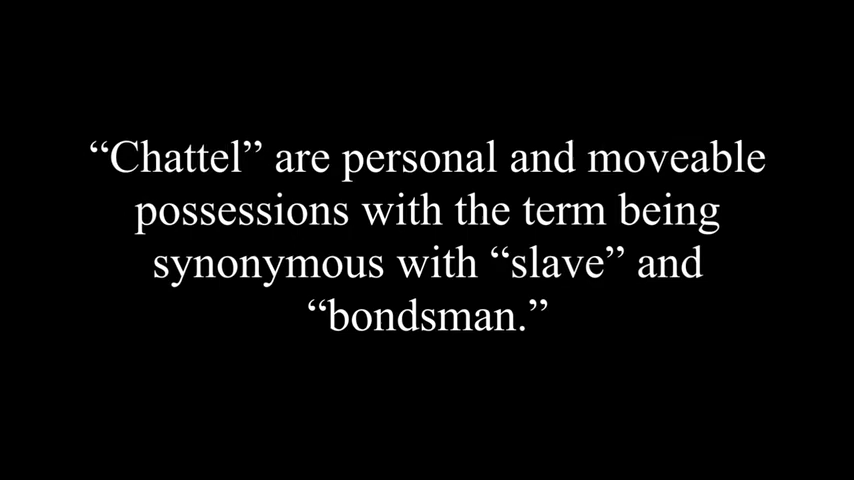 “Chattel” are personal and moveable
possessions with the term being
synonymous with “slave” and
“bondsman.”